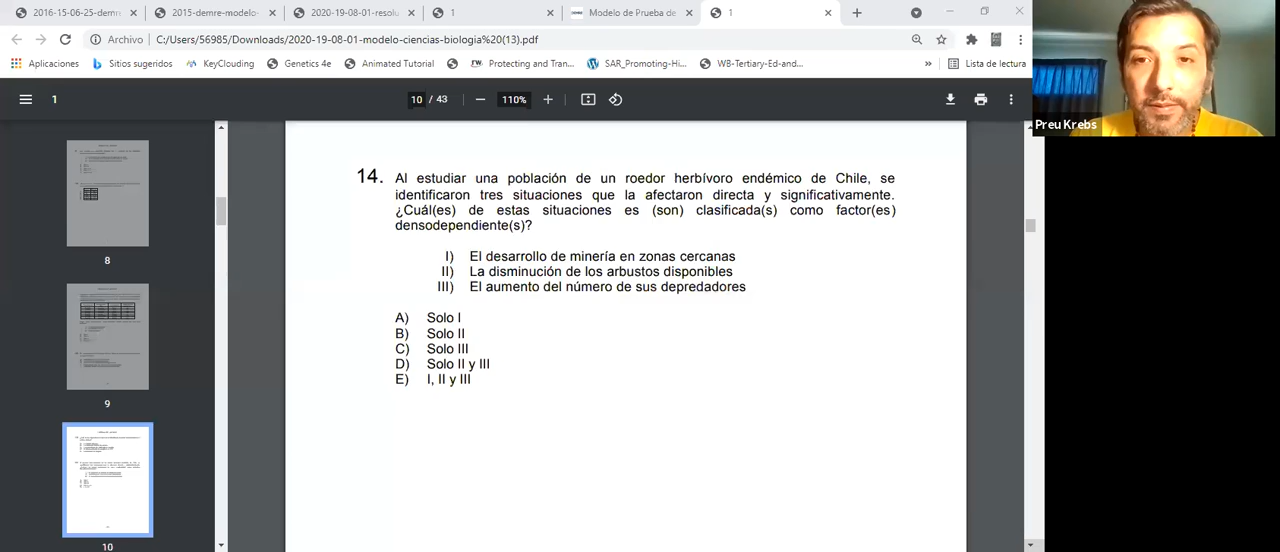 2016-15-06-25-demre
2015-demre-modelo-
2020-19-08-01-resolu
1
Modelo de Prueba de
1
Archivo
C:/Users/56985/Downloads/2020-19-08-01-modelo-ciencias-biologia%20(13).pdf
Aplicaciones
Sitios sugeridos
KeyClouding
Genetics 4e
Animated Tutorial
Protecting and Tran...
SAR_Promoting-Hi...
WB-Tertiary-Ed-and...
»
Lista de lectura
1
10 / 43
110%
Preu Krebs
8
9
10
14. Al estudiar una población de un roedor herbívoro endémico de Chile, se
identificaron tres situaciones que la afectaron directa y significativamente.
¿Cuál(es) de estas situaciones es (son) clasificada(s) como factor(es)
densodependiente(s)?
I) El desarrollo de minería en zonas cercanas
II) La disminución de los arbustos disponibles
III) El aumento del número de sus depredadores
A) Solo I
B) Solo II
C) Solo III
D) Solo II y III
E) I, II y III